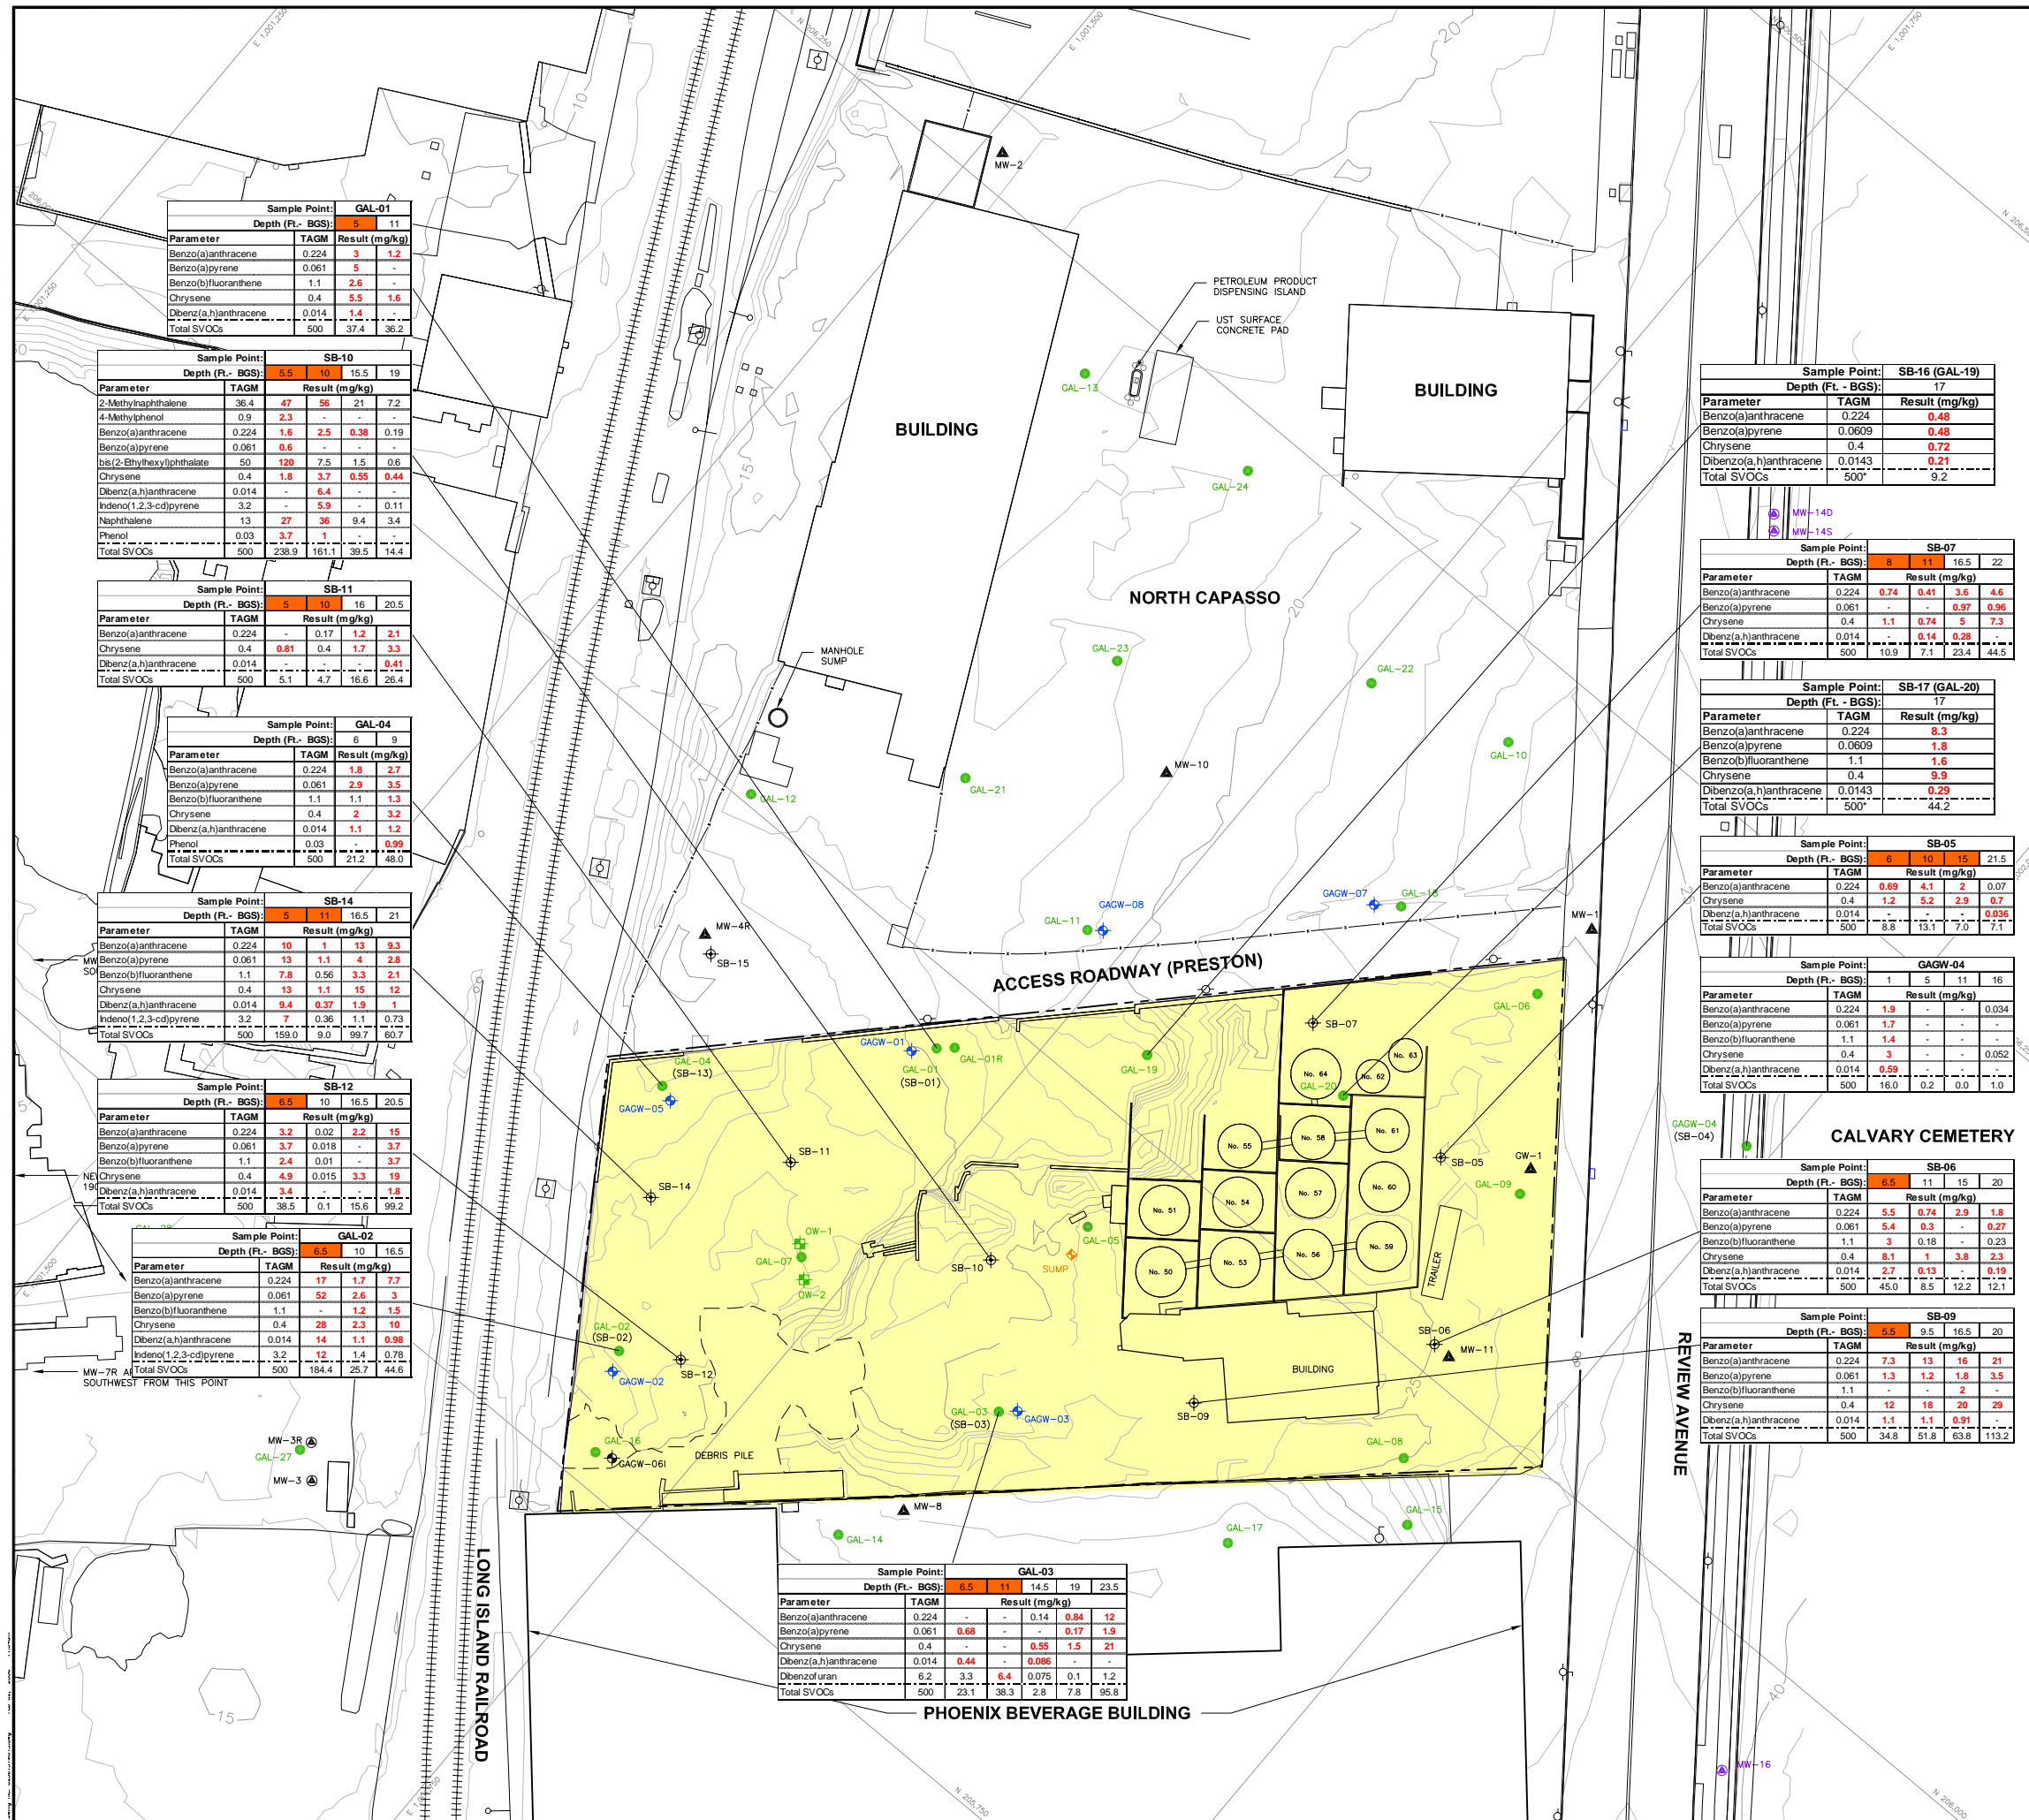 E 1,001,250
N 206,250
E 1,001,500
20
N 206,500
E 1,001,750
10
MW-2
Sample Point: GAL-01
Depth (Ft.- BGS): 5 11
Parameter TAGM Result (mg/kg)
Benzo(a)anthracene 0.224 3 1.2
Benzo(a)pyrene 0.061 5 -
Benzo(b)fluoranthene 1.1 2.6 -
Chrysene 0.4 5.5 1.6
Dibenz(a,h)anthracene 0.014 1.4 -
Total SVOCs 500 37.4 36.2
Sample Point: SB-10
Depth (Ft.- BGS): 5.5 10 15.5 19
Parameter TAGM Result (mg/kg)
2-Methylnaphthalene 36.4 47 56 21 7.2
4-Methylphenol 0.9 2.3 - - -
Benzo(a)anthracene 0.224 1.6 2.5 0.38 0.19
Benzo(a)pyrene 0.061 0.6 - - -
bis(2-Ethylhexyl)phthalate 50 120 7.5 1.5 0.6
Chrysene 0.4 1.8 3.7 0.55 0.44
Dibenz(a,h)anthracene 0.014 - 6.4 - -
Indeno(1,2,3-cd)pyrene 3.2 - 5.9 - 0.11
Naphthalene 13 27 36 9.4 3.4
Phenol 0.03 3.7 1 - -
Total SVOCs 500 238.9 161.1 39.5 14.4
Sample Point: SB-11
Depth (Ft.- BGS): 5 10 16 20.5
Parameter TAGM Result (mg/kg)
Benzo(a)anthracene 0.224 - 0.17 1.2 2.1
Chrysene 0.4 0.81 0.4 1.7 3.3
Dibenz(a,h)anthracene 0.014 - - - 0.41
Total SVOCs 500 5.1 4.7 16.6 26.4
Sample Point: GAL-04
Depth (Ft.- BGS): 6 9
Parameter TAGM Result (mg/kg)
Benzo(a)anthracene 0.224 1.8 2.7
Benzo(a)pyrene 0.061 2.9 3.5
Benzo(b)fluoranthene 1.1 1.1 1.3
Chrysene 0.4 2 3.2
Dibenz(a,h)anthracene 0.014 1.1 1.2
Phenol 0.03 - 0.99
Total SVOCs 500 21.2 48.0
Sample Point: SB-14
Depth (Ft.- BGS): 5 11 16.5 21
Parameter TAGM Result (mg/kg)
Benzo(a)anthracene 0.224 10 1 13 9.3
Benzo(a)pyrene 0.061 13 1.1 4 2.8
Benzo(b)fluoranthene 1.1 7.8 0.56 3.3 2.1
Chrysene 0.4 13 1.1 15 12
Dibenz(a,h)anthracene 0.014 9.4 0.37 1.9 1
Indeno(1,2,3-cd)pyrene 3.2 7 0.36 1.1 0.73
Total SVOCs 500 159.0 9.0 99.7 60.7
Sample Point: SB-12
Depth (Ft.- BGS): 6.5 10 16.5 20.5
Parameter TAGM Result (mg/kg)
Benzo(a)anthracene 0.224 3.2 0.02 2.2 15
Benzo(a)pyrene 0.061 3.7 0.018 - 3.7
Benzo(b)fluoranthene 1.1 2.4 0.01 - 3.7
Chrysene 0.4 4.9 0.015 3.3 19
Dibenz(a,h)anthracene 0.014 3.4 - - 1.8
Total SVOCs 500 38.5 0.1 15.6 99.2
Sample Point: GAL-02
Depth (Ft.- BGS): 6.5 10 16.5
Parameter TAGM Result (mg/kg)
Benzo(a)anthracene 0.224 17 1.7 7.7
Benzo(a)pyrene 0.061 52 2.6 3
Benzo(b)fluoranthene 1.1 - 1.2 1.5
Chrysene 0.4 28 2.3 10
Dibenz(a,h)anthracene 0.014 14 1.1 0.98
Indeno(1,2,3-cd)pyrene 3.2 12 1.4 0.78
Total SVOCs 500 184.4 25.7 44.6
MW-7R
SOUTHWEST FROM THIS POINT
E 1,001,500
MW-3R
GAL-27
MW-3
15
LONG ISLAND RAILROAD
PETROLEUM PRODUCT
DISPENSING ISLAND
UST SURFACE
CONCRETE PAD
BUILDING
BUILDING
GAL-13
GAL-24
15
NORTH CAPASSO
20
GAL-23
GAL-22
MANHOLE
SUMP
GAL-10
MW-10
GAL-21
GAL-12
GAGW-07
GAL-18
GAGW-08
GAL-11
MW-1
MW-4R
SB-15
ACCESS ROADWAY (PRESTON)
GAL-06
SB-07
GAGW-01
GAL-01R
GAL-01
(SB-01)
GAL-04
(SB-13)
GAGW-05
GAL-19
No. 63
No. 64
No. 62
GAL-20
No. 55
No. 58
No. 61
SB-11
SB-14
SB-05
GW-1
GAL-09
No. 51
No. 54
No. 57
No. 60
OW-1
GAL-07
OW-2
GAL-05
SB-10
SUMP
No. 50
No. 53
No. 56
No. 59
TRAILER
GAL-02
(SB-02)
GAGW-02
SB-12
SB-06
MW-11
BUILDING
25
GAL-03
(SB-03)
GAGW-03
SB-09
GAL-16
GAGW-06I
DEBRIS PILE
GAL-08
MW-8
GAL-14
GAL-17
GAL-15
Sample Point: GAL-03
Depth (Ft.- BGS): 6.5 11 14.5 19 23.5
Parameter TAGM Result (mg/kg)
Benzo(a)anthracene 0.224 - - 0.14 0.84 12
Benzo(a)pyrene 0.061 0.68 - - 0.17 1.9
Chrysene 0.4 - - 0.55 1.5 21
Dibenz(a,h)anthracene 0.014 0.44 - 0.086 - -
Dibenzofuran 6.2 3.3 6.4 0.075 0.1 1.2
Total SVOCs 500 23.1 38.3 2.8 7.8 95.8
PHOENIX BEVERAGE BUILDING
N 205,750
Sample Point: SB-16 (GAL-19)
Depth (Ft. - BGS): 17
Parameter TAGM Result (mg/kg)
Benzo(a)anthracene 0.224 0.48
Benzo(a)pyrene 0.0609 0.48
Chrysene 0.4 0.72
Dibenzo(a,h)anthracene 0.0143 0.21
Total SVOCs 500* 9.2
MW-14D
MW-14S
Sample Point: SB-07
Depth (Ft.- BGS): 8 11 16.5 22
Parameter TAGM Result (mg/kg)
Benzo(a)anthracene 0.224 0.74 0.41 3.6 4.6
Benzo(a)pyrene 0.061 - - 0.97 0.96
Chrysene 0.4 1.1 0.74 5 7.3
Dibenz(a,h)anthracene 0.014 - 0.14 0.28 -
Total SVOCs 500 10.9 7.1 23.4 44.5
Sample Point: SB-17 (GAL-20)
Depth (Ft. - BGS): 17
Parameter TAGM Result (mg/kg)
Benzo(a)anthracene 0.224 8.3
Benzo(a)pyrene 0.0609 1.8
Benzo(b)fluoranthene 1.1 1.6
Chrysene 0.4 9.9
Dibenzo(a,h)anthracene 0.0143 0.29
Total SVOCs 500* 44.2
Sample Point: SB-05
Depth (Ft.- BGS): 6 10 15 21.5
Parameter TAGM Result (mg/kg)
Benzo(a)anthracene 0.224 0.69 4.1 2 0.07
Chrysene 0.4 1.2 5.2 2.9 0.7
Dibenz(a,h)anthracene 0.014 - - - 0.036
Total SVOCs 500 8.8 13.1 7.0 7.1
Sample Point: GAGW-04
Depth (Ft.- BGS): 1 5 11 16
Parameter TAGM Result (mg/kg)
Benzo(a)anthracene 0.224 1.9 - - 0.034
Benzo(a)pyrene 0.061 1.7 - - -
Benzo(b)fluoranthene 1.1 1.4 - - -
Chrysene 0.4 3 - - 0.052
Dibenz(a,h)anthracene 0.014 0.59 - - -
Total SVOCs 500 16.0 0.2 0.0 1.0
GAGW-04
(SB-04)
CALVARY CEMETERY
Sample Point: SB-06
Depth (Ft.- BGS): 6.5 11 15 20
Parameter TAGM Result (mg/kg)
Benzo(a)anthracene 0.224 5.5 0.74 2.9 1.8
Benzo(a)pyrene 0.061 5.4 0.3 - 0.27
Benzo(b)fluoranthene 1.1 3 0.18 - 0.23
Chrysene 0.4 8.1 1 3.8 2.3
Dibenz(a,h)anthracene 0.014 2.7 0.13 - 0.19
Total SVOCs 500 45.0 8.5 12.2 12.1
Sample Point: SB-09
Depth (Ft.- BGS): 5.5 9.5 16.5 20
Parameter TAGM Result (mg/kg)
Benzo(a)anthracene 0.224 7.3 13 16 21
Benzo(a)pyrene 0.061 1.3 1.2 1.8 3.5
Benzo(b)fluoranthene 1.1 - - 2 -
Chrysene 0.4 12 18 20 29
Dibenz(a,h)anthracene 0.014 1.1 1.1 0.91 -
Total SVOCs 500 34.8 51.8 63.8 113.2
REVIEW AVENUE
40
MW-16
N 206,000